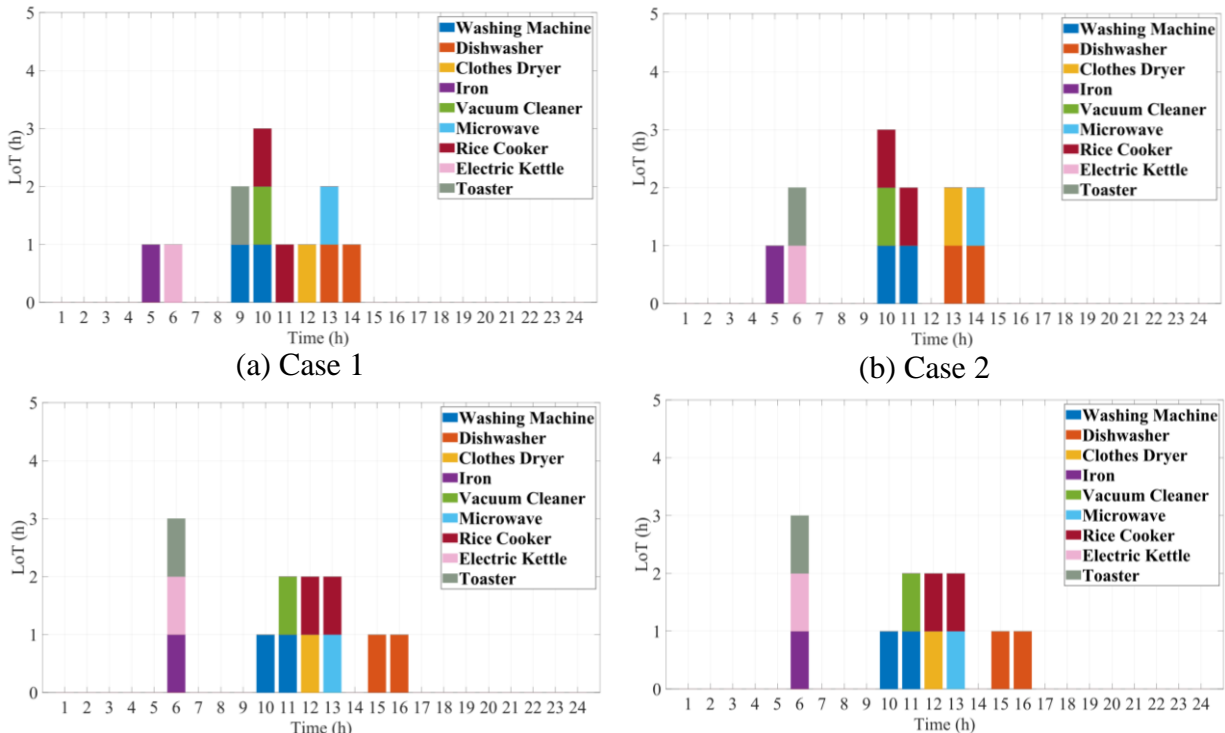 5
4
3
2
1
0
LoT (h)
Washing Machine
Dishwasher
Clothes Dryer
Iron
Vacuum Cleaner
Microwave
Rice Cooker
Electric Kettle
Toaster
1 2 3 4 5 6 7 8 9 10 11 12 13 14 15 16 17 18 19 20 21 22 23 24
Time (h)
(a) Case 1
5
4
3
2
1
0
LoT (h)
Washing Machine
Dishwasher
Clothes Dryer
Iron
Vacuum Cleaner
Microwave
Rice Cooker
Electric Kettle
Toaster
1 2 3 4 5 6 7 8 9 10 11 12 13 14 15 16 17 18 19 20 21 22 23 24
Time (h)
(b) Case 2
5
4
3
2
1
0
LoT (h)
Washing Machine
Dishwasher
Clothes Dryer
Iron
Vacuum Cleaner
Microwave
Rice Cooker
Electric Kettle
Toaster
1 2 3 4 5 6 7 8 9 10 11 12 13 14 15 16 17 18 19 20 21 22 23 24
Time (h)
5
4
3
2
1
0
LoT (h)
Washing Machine
Dishwasher
Clothes Dryer
Iron
Vacuum Cleaner
Microwave
Rice Cooker
Electric Kettle
Toaster
1 2 3 4 5 6 7 8 9 10 11 12 13 14 15 16 17 18 19 20 21 22 23 24
Time (h)